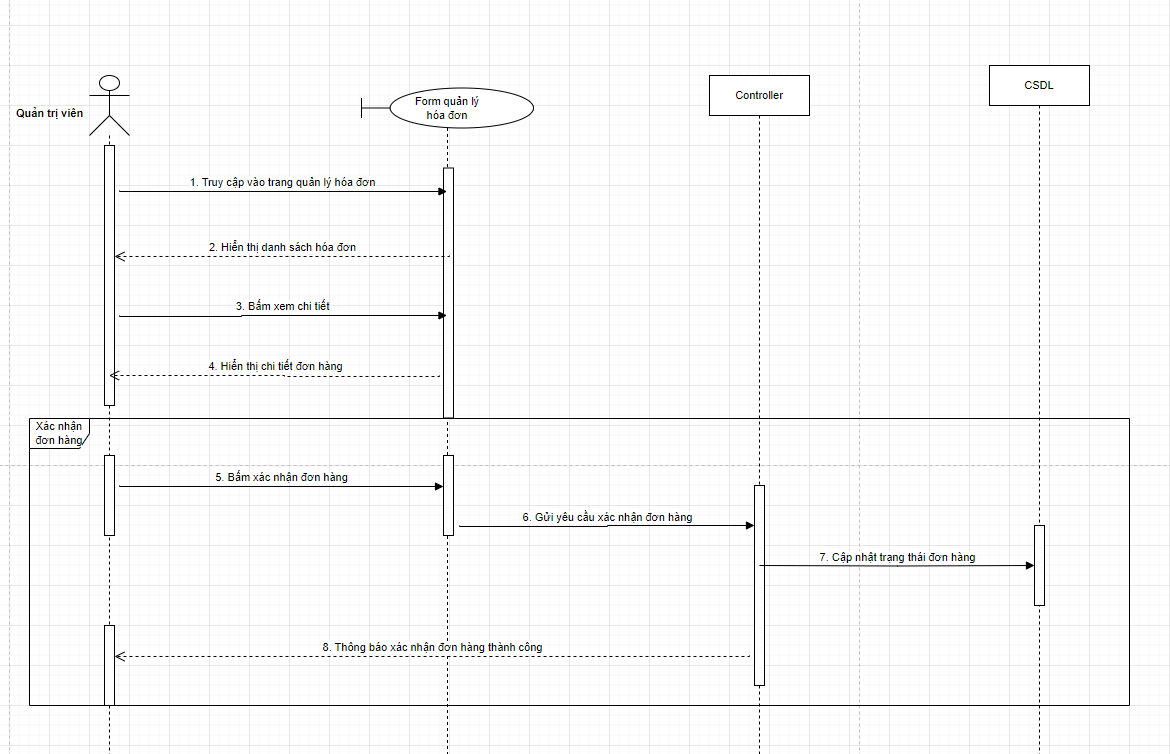 Quản trị viên
Form quản lý
hóa đơn
Controller
CSDL
1. Truy cập vào trang quản lý hóa đơn
2. Hiển thị danh sách hóa đơn
3. Bấm xem chi tiết
4. Hiển thị chi tiết đơn hàng
Xác nhận
đơn hàng
5. Bấm xác nhận đơn hàng
6. Gửi yêu cầu xác nhận đơn hàng
7. Cập nhật trạng thái đơn hàng
8. Thông báo xác nhận đơn hàng thành công